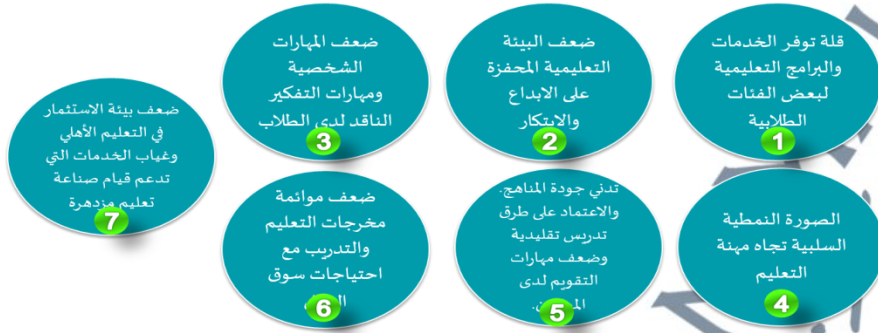 قلة توفر الخدمات
والبرامج التعليمية
لبعض الفئات
الطلابية
1
ضعف البيئة
التعليمية المحفزة
على الابداع
والابتكار
2
ضعف المهارات
الشخصية
ومهارات التفكير
الناقد لدى الطلاب
3
الصورة النمطية
السلبية تجاه مهنة
التعليم
4
تدني جودة المناهج.
والاعتماد على طرق
تدريس تقليدية
وضعف مهارات
التقويم لدى
5
ضعف موائمة
مخرجات التعليم
والتدريب مع
احتياجات سوق
6
ضعف بيئة الاستثمار
في التعليم الأهلي
وغياب الخدمات التي
تدعم قيام صناعة
تعليم مزدهرة
7